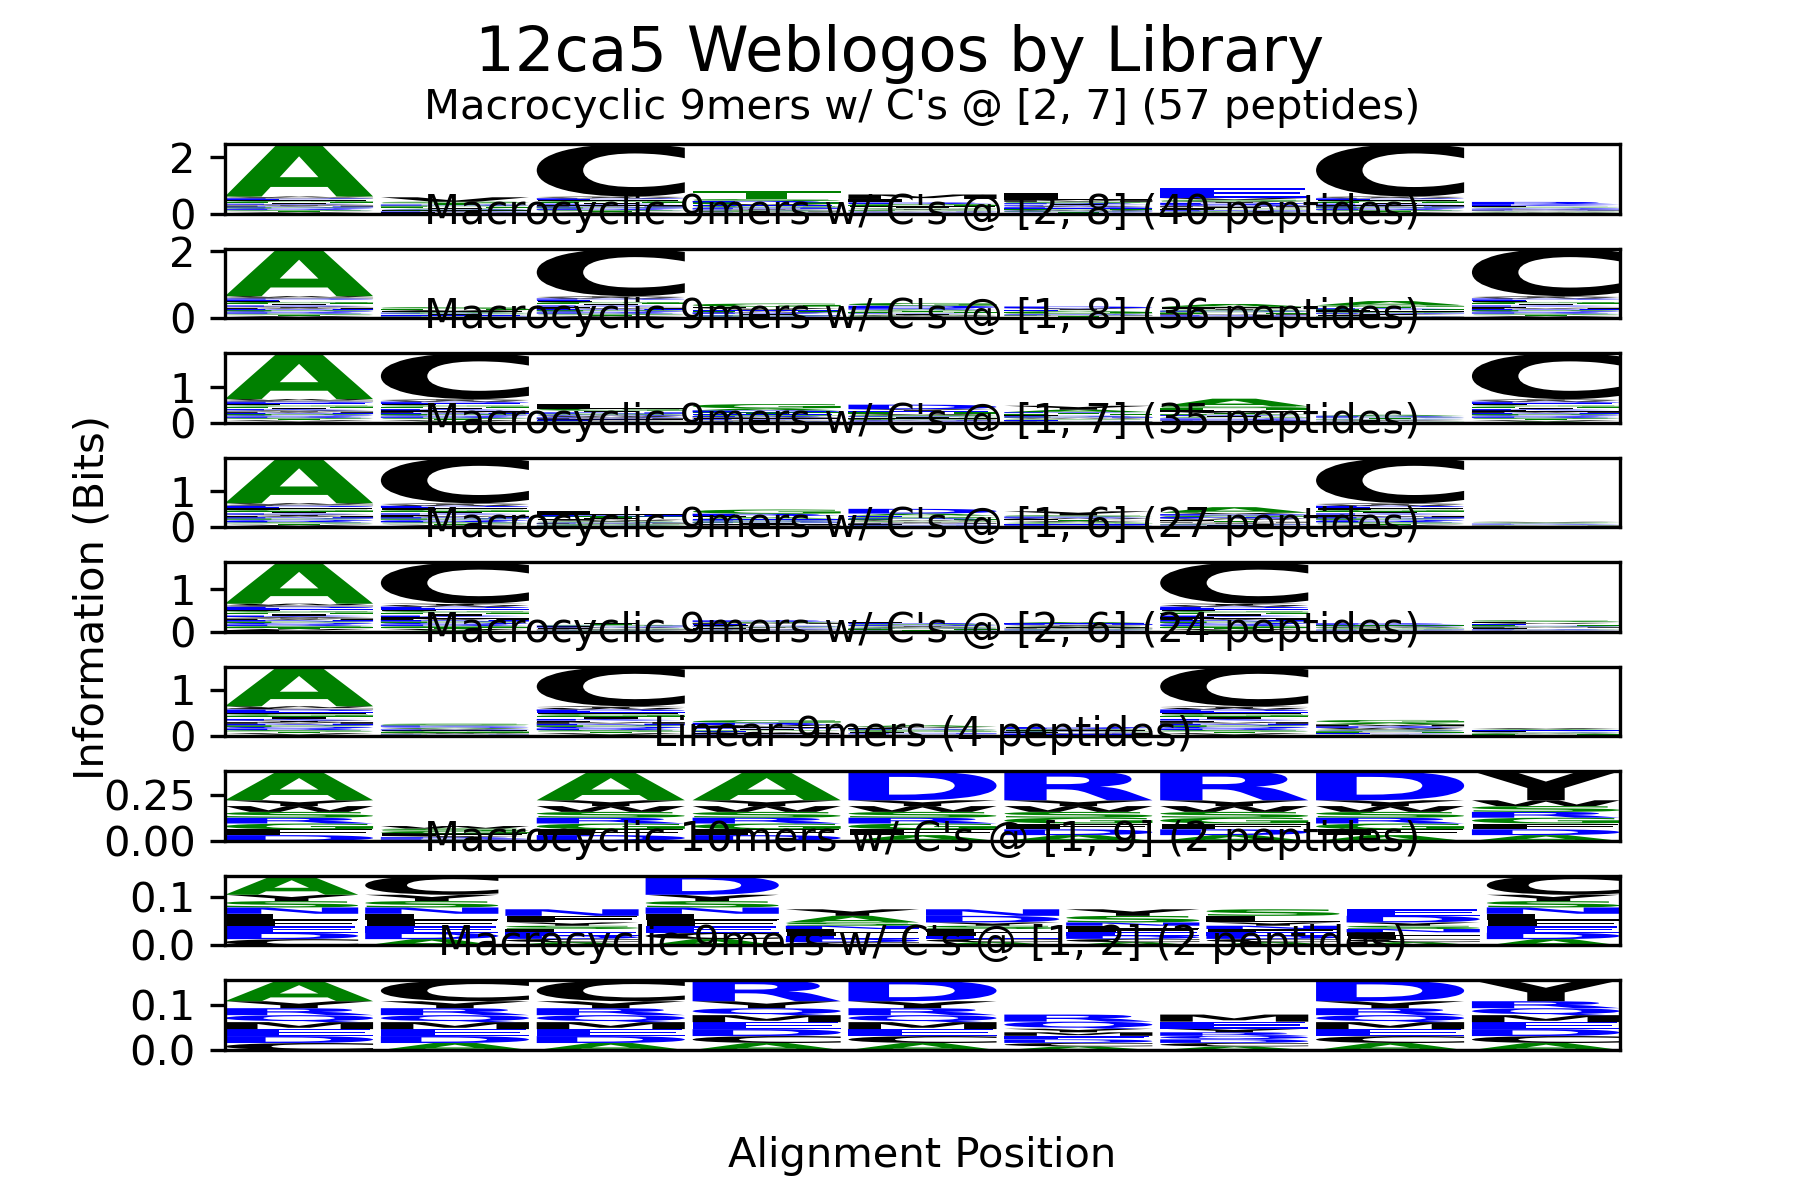 12ca5 Weblogos by Library
Macrocyclic 9mers w/ C's @ [2, 7] (57 peptides)
2
0
A C C
Macrocyclic 9mers w/ C's @ [2, 8] (40 peptides)
2
0
A C C
Macrocyclic 9mers w/ C's @ [1, 8] (36 peptides)
1
0
A C C
Macrocyclic 9mers w/ C's @ [1, 7] (35 peptides)
1
0
A C C
Macrocyclic 9mers w/ C's @ [1, 6] (27 peptides)
1
0
A C C
Macrocyclic 9mers w/ C's @ [2, 6] (24 peptides)
1
0
A C C
Linear 9mers (4 peptides)
0.25
0.00
A A A D R R D Y
Macrocyclic 10mers w/ C's @ [1, 9] (2 peptides)
0.1
0.0
A C D C
Macrocyclic 9mers w/ C's @ [1, 2] (2 peptides)
0.1
0.0
A C C R D D Y
Information (Bits)
Alignment Position